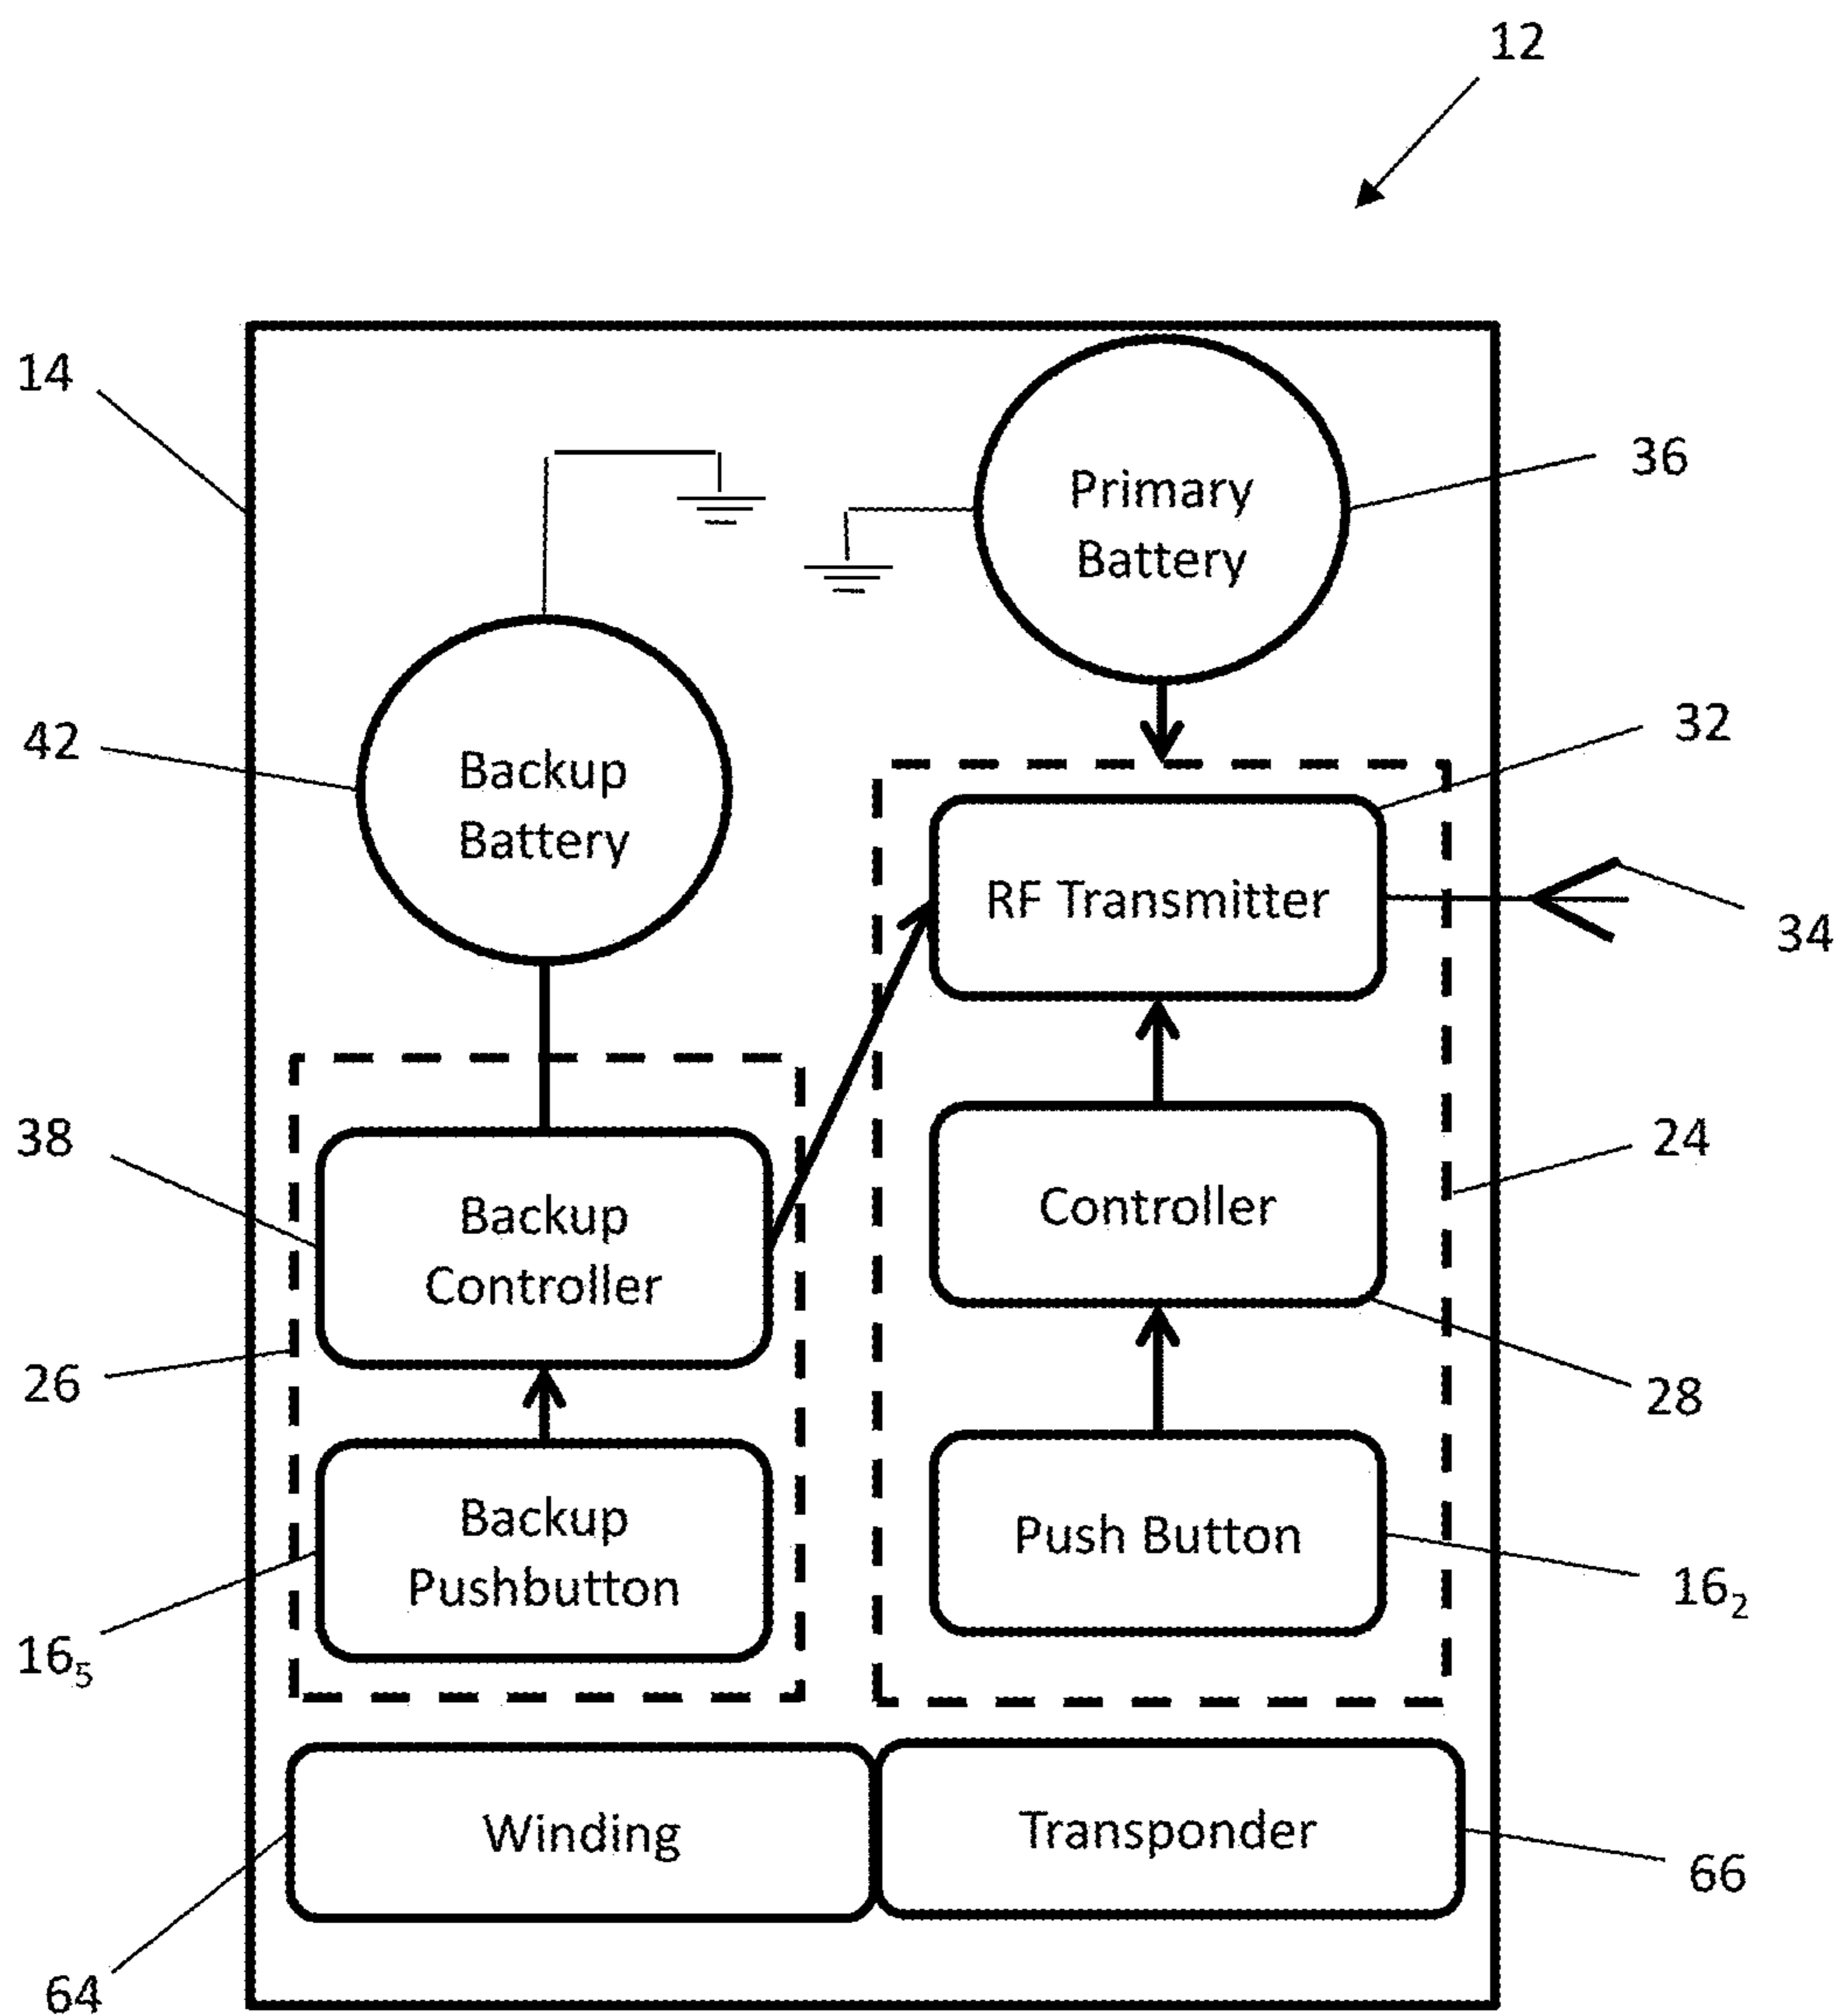 12
14
36
Primary
Battery
42
Backup
Battery
32
RF Transmitter
34
38
Backup
Controller
24
Controller
26
28
Backup
Pushbutton
Push Button
16₂
16₅
Winding
Transponder
66
64